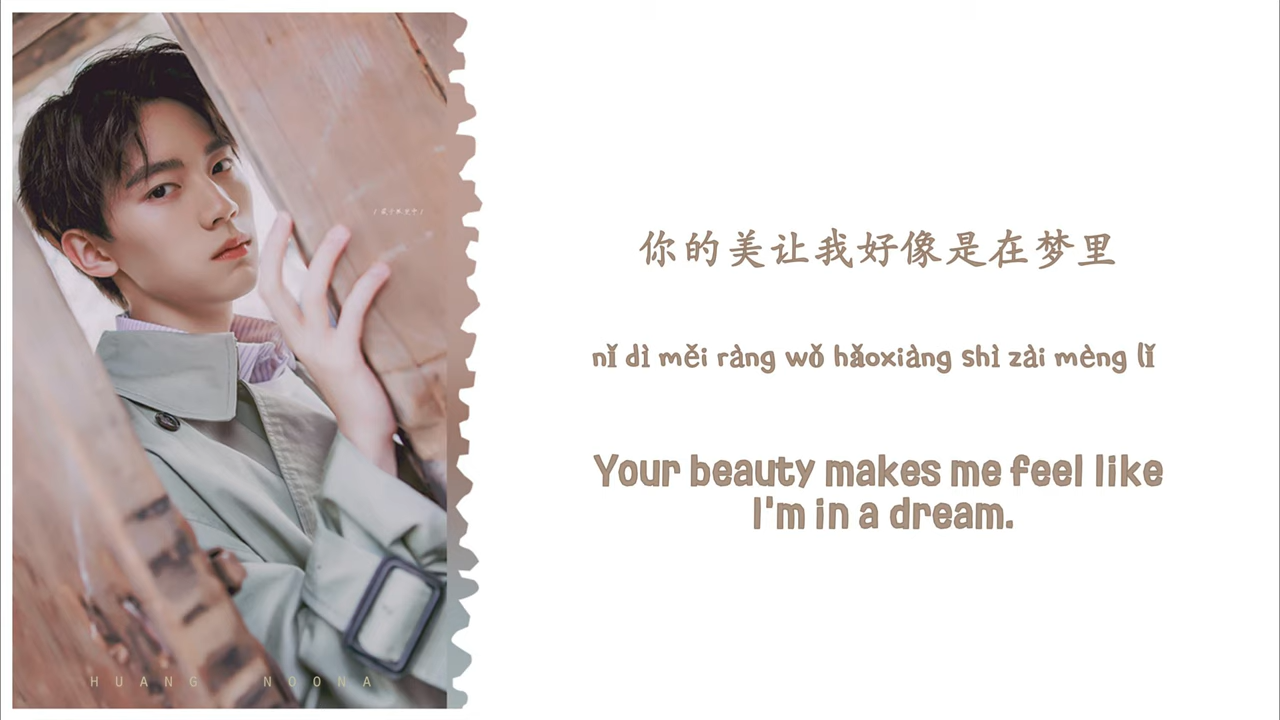 你的美让我好像是在梦里
nǐ dì měi ràng wǒ hǎoxiàng shì zài mèng lǐ
Your beauty makes me feel like
I'm in a dream.
HUANG NOONA